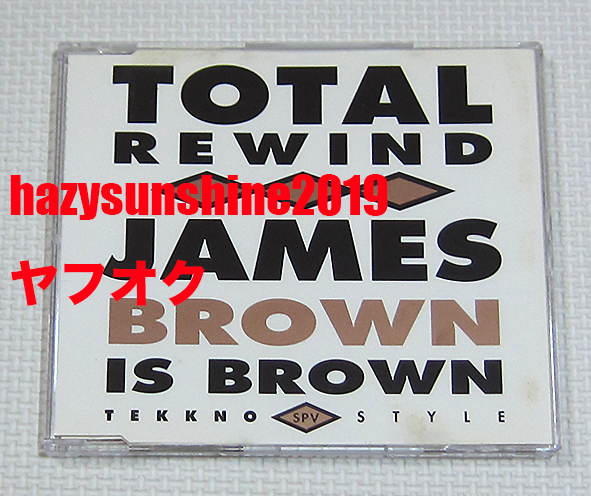 TOTAL
REWIND
hazysunshine2019
JAMES
ヤフオク
BROWN
IS BROWN
TEKKNO SPV STYLE